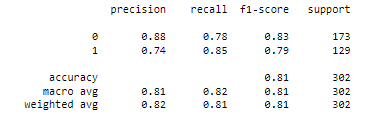 precision recall f1-score support
0 0.88 0.78 0.83 173
1 0.74 0.85 0.79 129
accuracy 0.81 302
macro avg 0.81 0.82 0.81 302
weighted avg 0.82 0.81 0.81 302